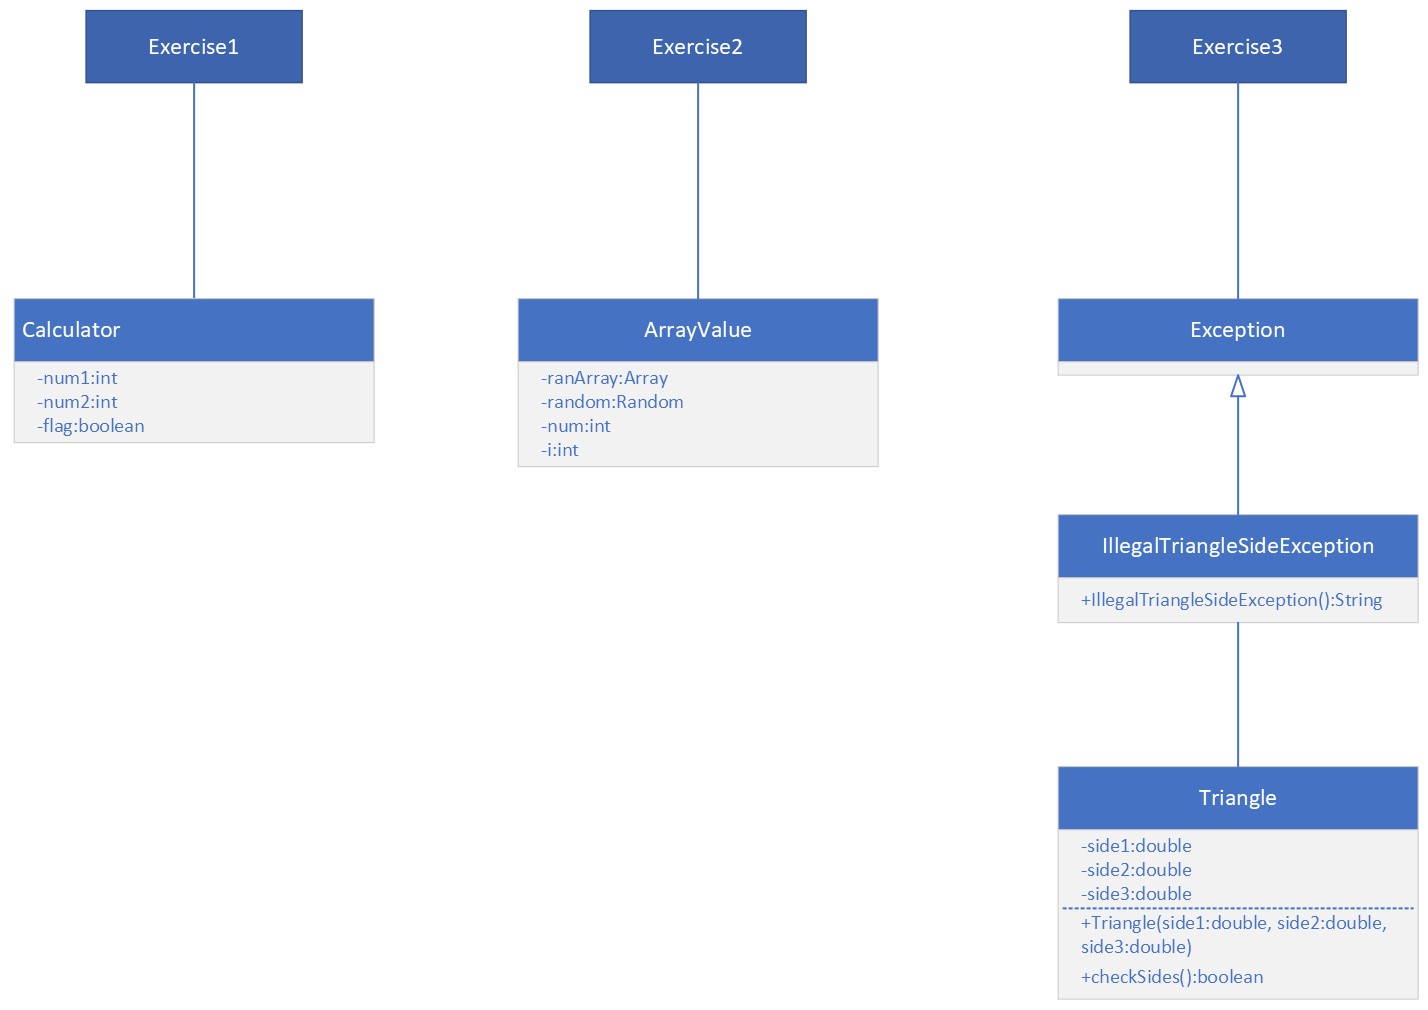 Exercise1
Exercise2
Exercise3
Calculator
-num1:int
-num2:int
-flag:boolean
ArrayValue
-ranArray:Array
-random:Random
-num:int
-i:int
Exception
IllegalTriangleSideException
+IllegalTriangleSideException():String
Triangle
-side1:double
-side2:double
-side3:double
+Triangle(side1:double, side2:double,
side3:double)
+checkSides():boolean